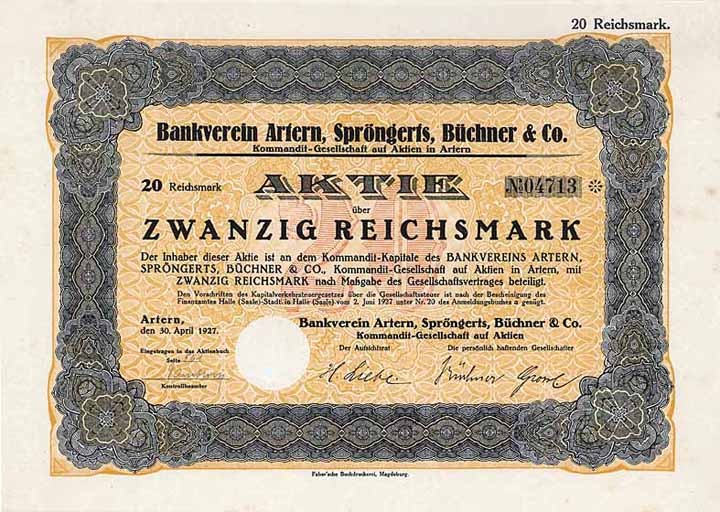 20 Reichsmark.
Bankverein Artern, Spröngerts, Büchner & Co.
Kommandit-Gesellschaft auf Aktien in Artern
20 Reichsmark AKTIE No 04713 *
über
ZWANZIG REICHSMARK
Der Inhaber dieser Aktie ist an dem Kommandit-Kapitale des BANKVEREINS ARTERN,
SPRÖNGERTS, BÜCHNER & CO., Kommandit-Gesellschaft auf Aktien in Artern, mit
ZWANZIG REICHSMARK nach Maßgabe des Gesellschaftsvertrages beteiligt.
Den Vorschriften des Kapitalverkehrsteuergesetzes über die Gesellschaftssteuer ist nach der Bescheinigung des
Finanzamtes Halle (Saale)-Stadt in Halle (Saale) vom 2. Juni 1927 unter Nr. 20 des Anmeldungsbuches a genügt.
Artern,
den 30. April 1927.
Bankverein Artern, Spröngerts, Büchner & Co.
Kommandit-Gesellschaft auf Aktien
Eingetragen in das Aktienbuch
Seite
Kontrollbeamter
Der Aufsichtsrat
Die persönlich haftenden Gesellschafter
Büchner
Faber'sche Buchdruckerei, Magdeburg.